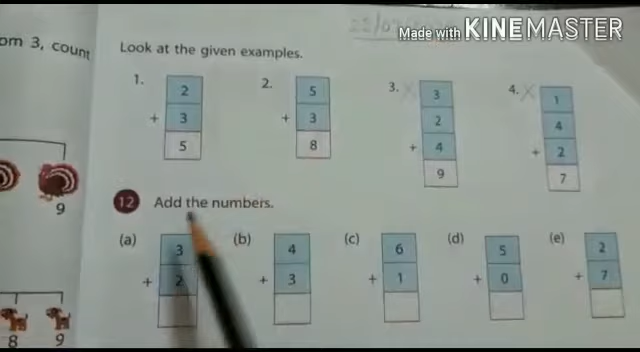 Made with KINEMASTER
om 3, count
Look at the given examples.
1. 2 + 3 5
2. 5 + 3 8
3. 3 2 + 4 9
4. 1 4 + 2 7
9
12 Add the numbers.
(a) 3 + 2
(b) 4 + 3
(c) 6 + 1
(d) 5 + 0
(e) 2 + 7
8 9